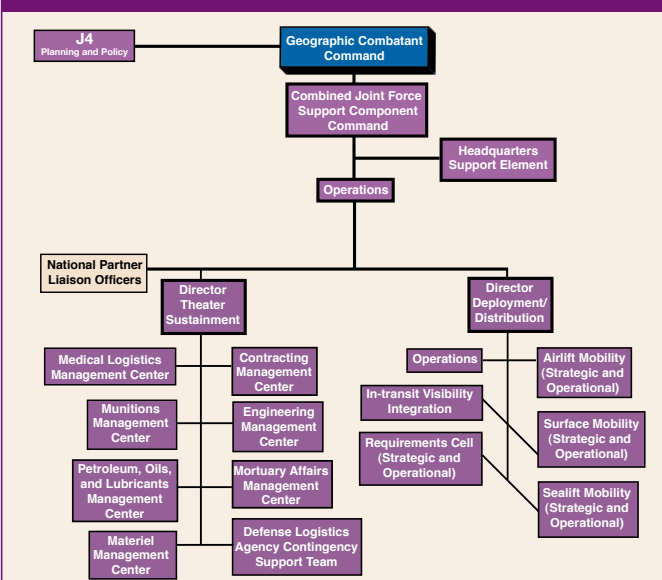 J4
Planning and Policy
Geographic Combatant
Command
Combined Joint Force
Support Component
Command
Headquarters
Support Element
Operations
National Partner
Liaison Officers
Director
Theater
Sustainment
Director
Deployment/
Distribution
Medical Logistics
Management Center
Contracting
Management
Center
Munitions
Management
Center
Engineering
Management
Center
Petroleum, Oils,
and Lubricants
Management
Center
Mortuary Affairs
Management
Center
Materiel
Management
Center
Defense Logistics
Agency Contingency
Support Team
Operations
Airlift Mobility
(Strategic and
Operational)
In-transit Visibility
Integration
Surface Mobility
(Strategic and
Operational)
Requirements Cell
(Strategic and
Operational)
Sealift Mobility
(Strategic and
Operational)